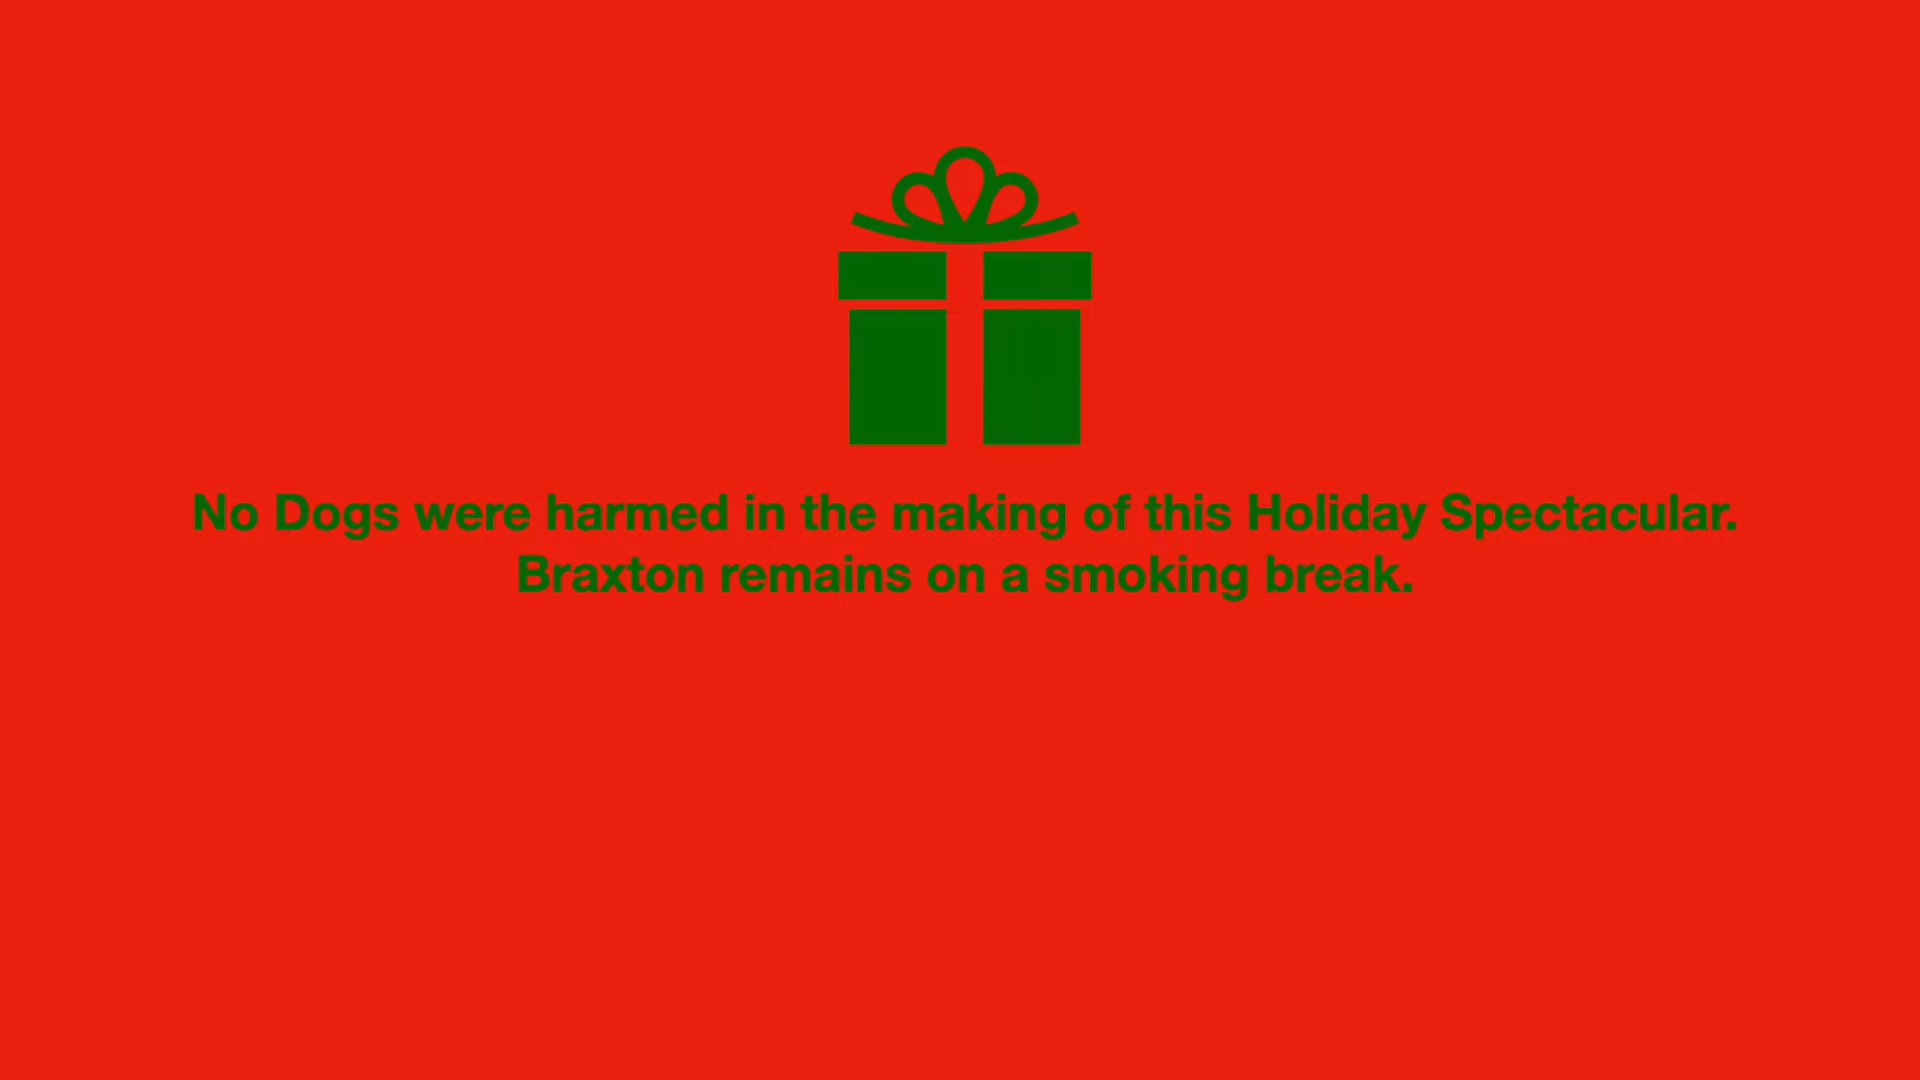 No Dogs were harmed in the making of this Holiday Spectacular.
Braxton remains on a smoking break.